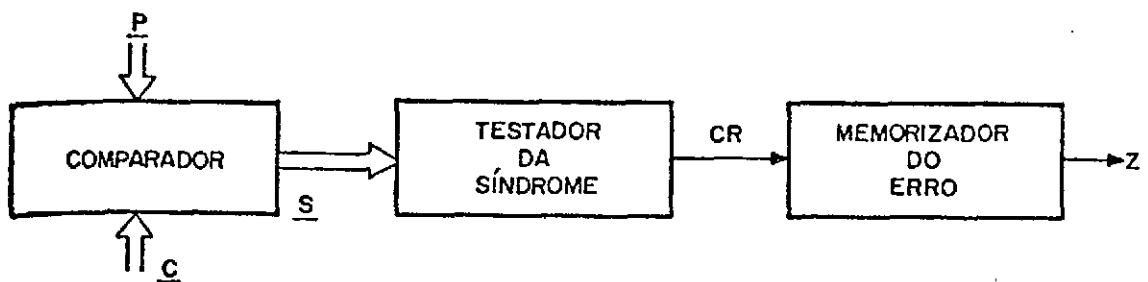 P
COMPARADOR
C
S
TESTADOR
DA
SÍNDROME
CR
MEMORIZADOR
DO
ERRO
Z